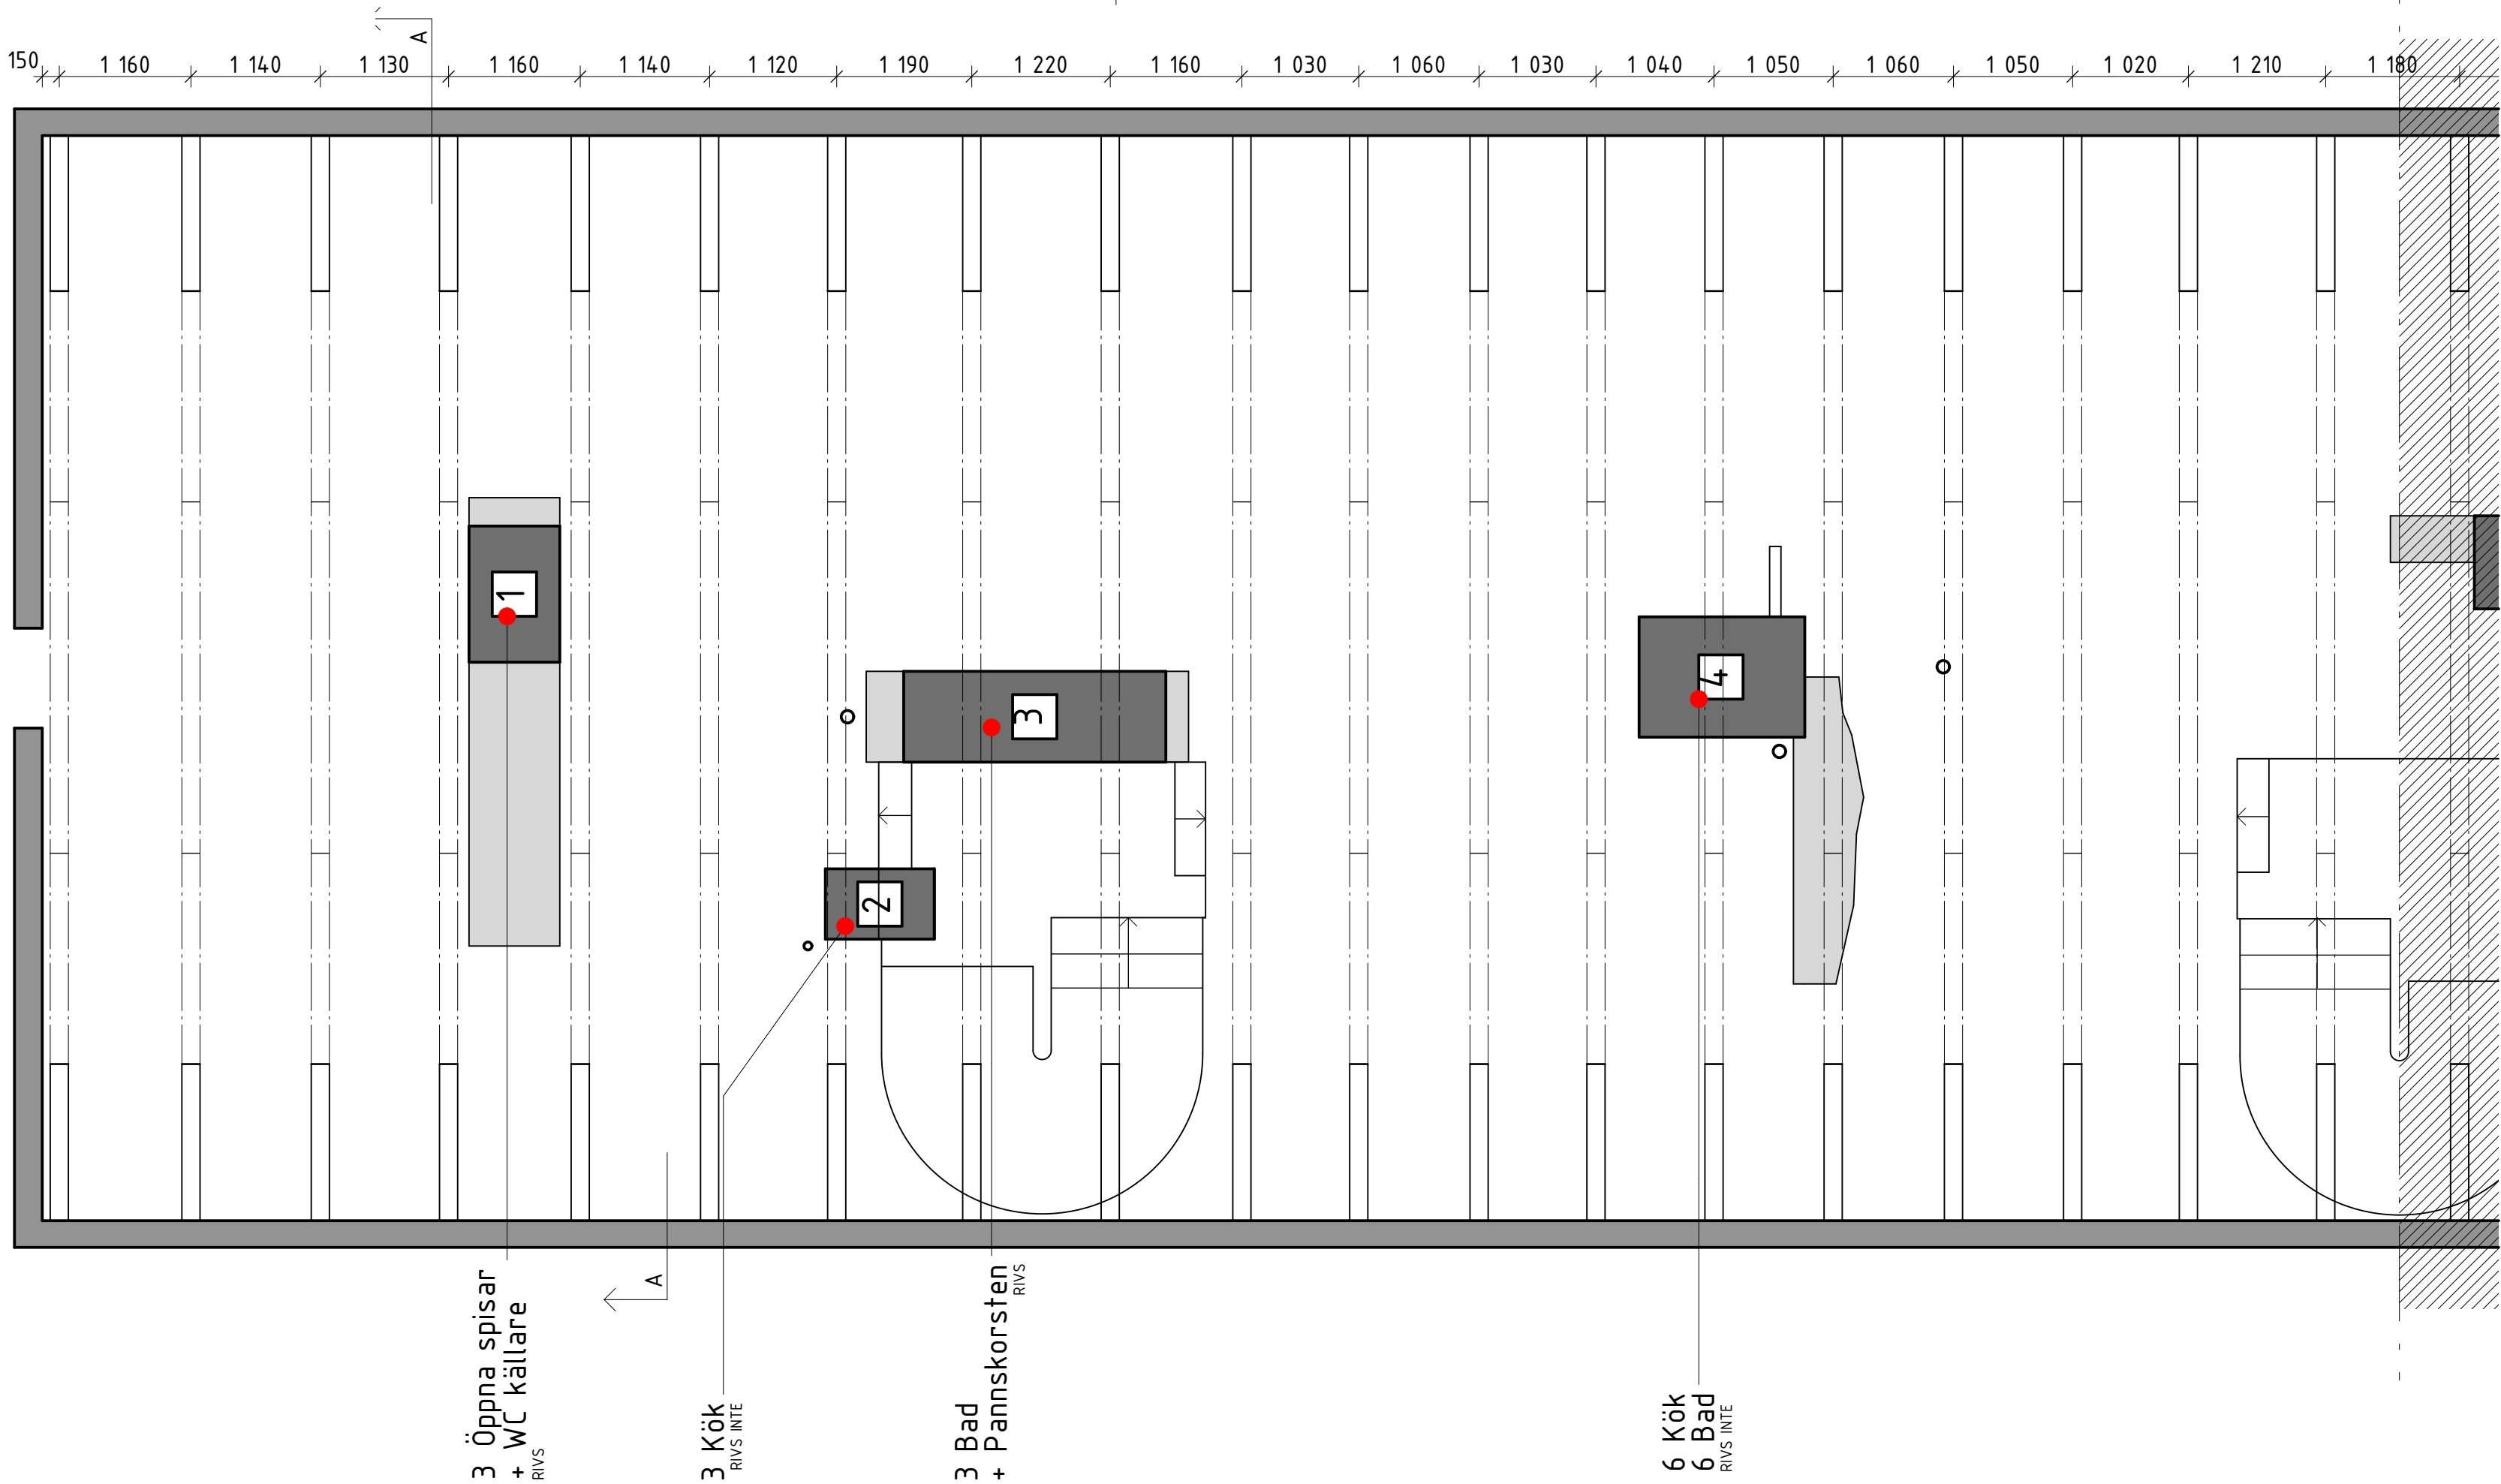 A
150 1 160 1 140 1 130 1 160 1 140 1 120 1 190 1 220 1 160 1 030 1 060 1 030 1 040 1 050 1 060 1 050 1 020 1 210 1 180
1
3
4
2
A
3 Öppna spisar
+ WC källare
RIVS
3 Kök
RIVS INTE
3 Bad
+ Pannskorsten
RIVS
6 Kök
6 Bad
RIVS INTE